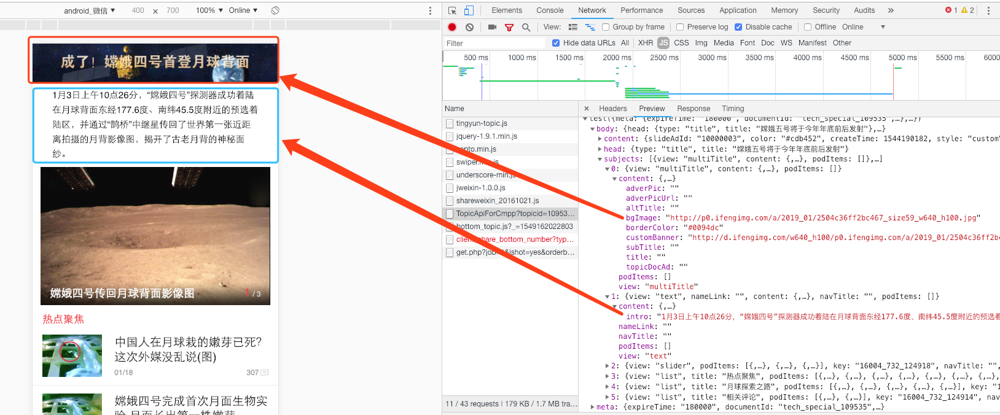 android_微信 ▼ 400 × 700 100% ▼ Online ▼
成了！嫦娥四号首登月球背面
1月3日上午10点26分，“嫦娥四号”探测器成功着陆
在月球背面东经177.6度、南纬45.5度附近的预选着
陆区，并通过“鹊桥”中继星传回了世界第一张近距
离拍摄的月背影像图，揭开了古老月背的神秘面
纱。
嫦娥四号传回月球背面影像图 1 / 3
热点聚焦
中国人在月球栽的嫩芽已死？
这次外媒没乱说(图)
01/18 307
嫦娥四号完成首次月面生物实
Elements Console Network Performance Sources Application Memory Security Audits » 1 2
View: Group by frame Preserve log Disable cache Offline Online ▼
Filter Hide data URLs All XHR JS CSS Img Media Font Doc WS Manifest Other
500 ms 1000 ms 1500 ms 2000 ms 2500 ms 3000 ms 3500 ms 4000 ms 4500 ms 5000 ms 5500 ms 6000
Name
tingyun-topic.js
jquery-1.9.1.min.js
min.js
swiper
underscore-min.js
jweixin-1.0.0.js
shareweixin_20161021.js
TopicApiForCmpp?topicid=10953...
bottom_topic.js?_=1549162022803
client_share_bottom_number?typ...
get.php?job= &ishot=yes&orderb...
11 / 43 requests | 179 KB / 1.7 MB tra...
× Headers Preview Response Timing
▼test({meta: {expireTime: "180000", documentId: "tech_special_109535",…},…})
▼body: {head: {type: "title", title: "嫦娥五号将于今年年底前后发射"},…}
▶content: {slideAdId: "10000003", color: "#cdb452", createTime: 1544190182, style: "custom"
▶head: {type: "title", title: "嫦娥五号将于今年年底前后发射"}
▼subjects: [{view: "multiTitle", content: {,…}, podItems: []},…]
▼0: {view: "multiTitle", content: {,…}, podItems: []}
▼content: {,…}
adverPic: ""
adverPicUrl: ""
altTitle: ""
bgImage: "http://p0.ifengimg.com/a/2019_01/2504c36ff2bc467_size59_w640_h100.jpg"
borderColor: "#0094dc"
customBanner: "http://d.ifengimg.com/w640_h100/p0.ifengimg.com/a/2019_01/2504c36ff2bc
subTitle: ""
title: ""
topicDocAd: ""
podItems: []
view: "multiTitle"
▼1: {view: "text", nameLink: "", content: {,…}, navTitle: "", podItems: []}
▼content: {,…}
intro: "1月3日上午10点26分，“嫦娥四号”探测器成功着陆在月球背面东经177.6度、南纬45.5度附近的预选着
nameLink: ""
navTitle: ""
podItems: []
view: "text"
▶2: {view: "slider", podItems: [{,…}, {,…}, {,…}], key: "16004_732_124918", navTitle: "",
▶3: {view: "list", title: "热点聚焦", podItems: [{,…}, {,…}, {,…}, {,…}, {,…}, {,…}, {,…},
▶4: {view: "list", title: "月球探索之路", podItems: [{,…}, {,…}, {,…}, {,…}, {,…}], key: "1
▶5: {view: "list", title: "相关评论", podItems: [{,…}, {,…}], key: "16004_732_124914", nav
▶meta: {expireTime: "180000", documentId: "tech_special_109535",…}